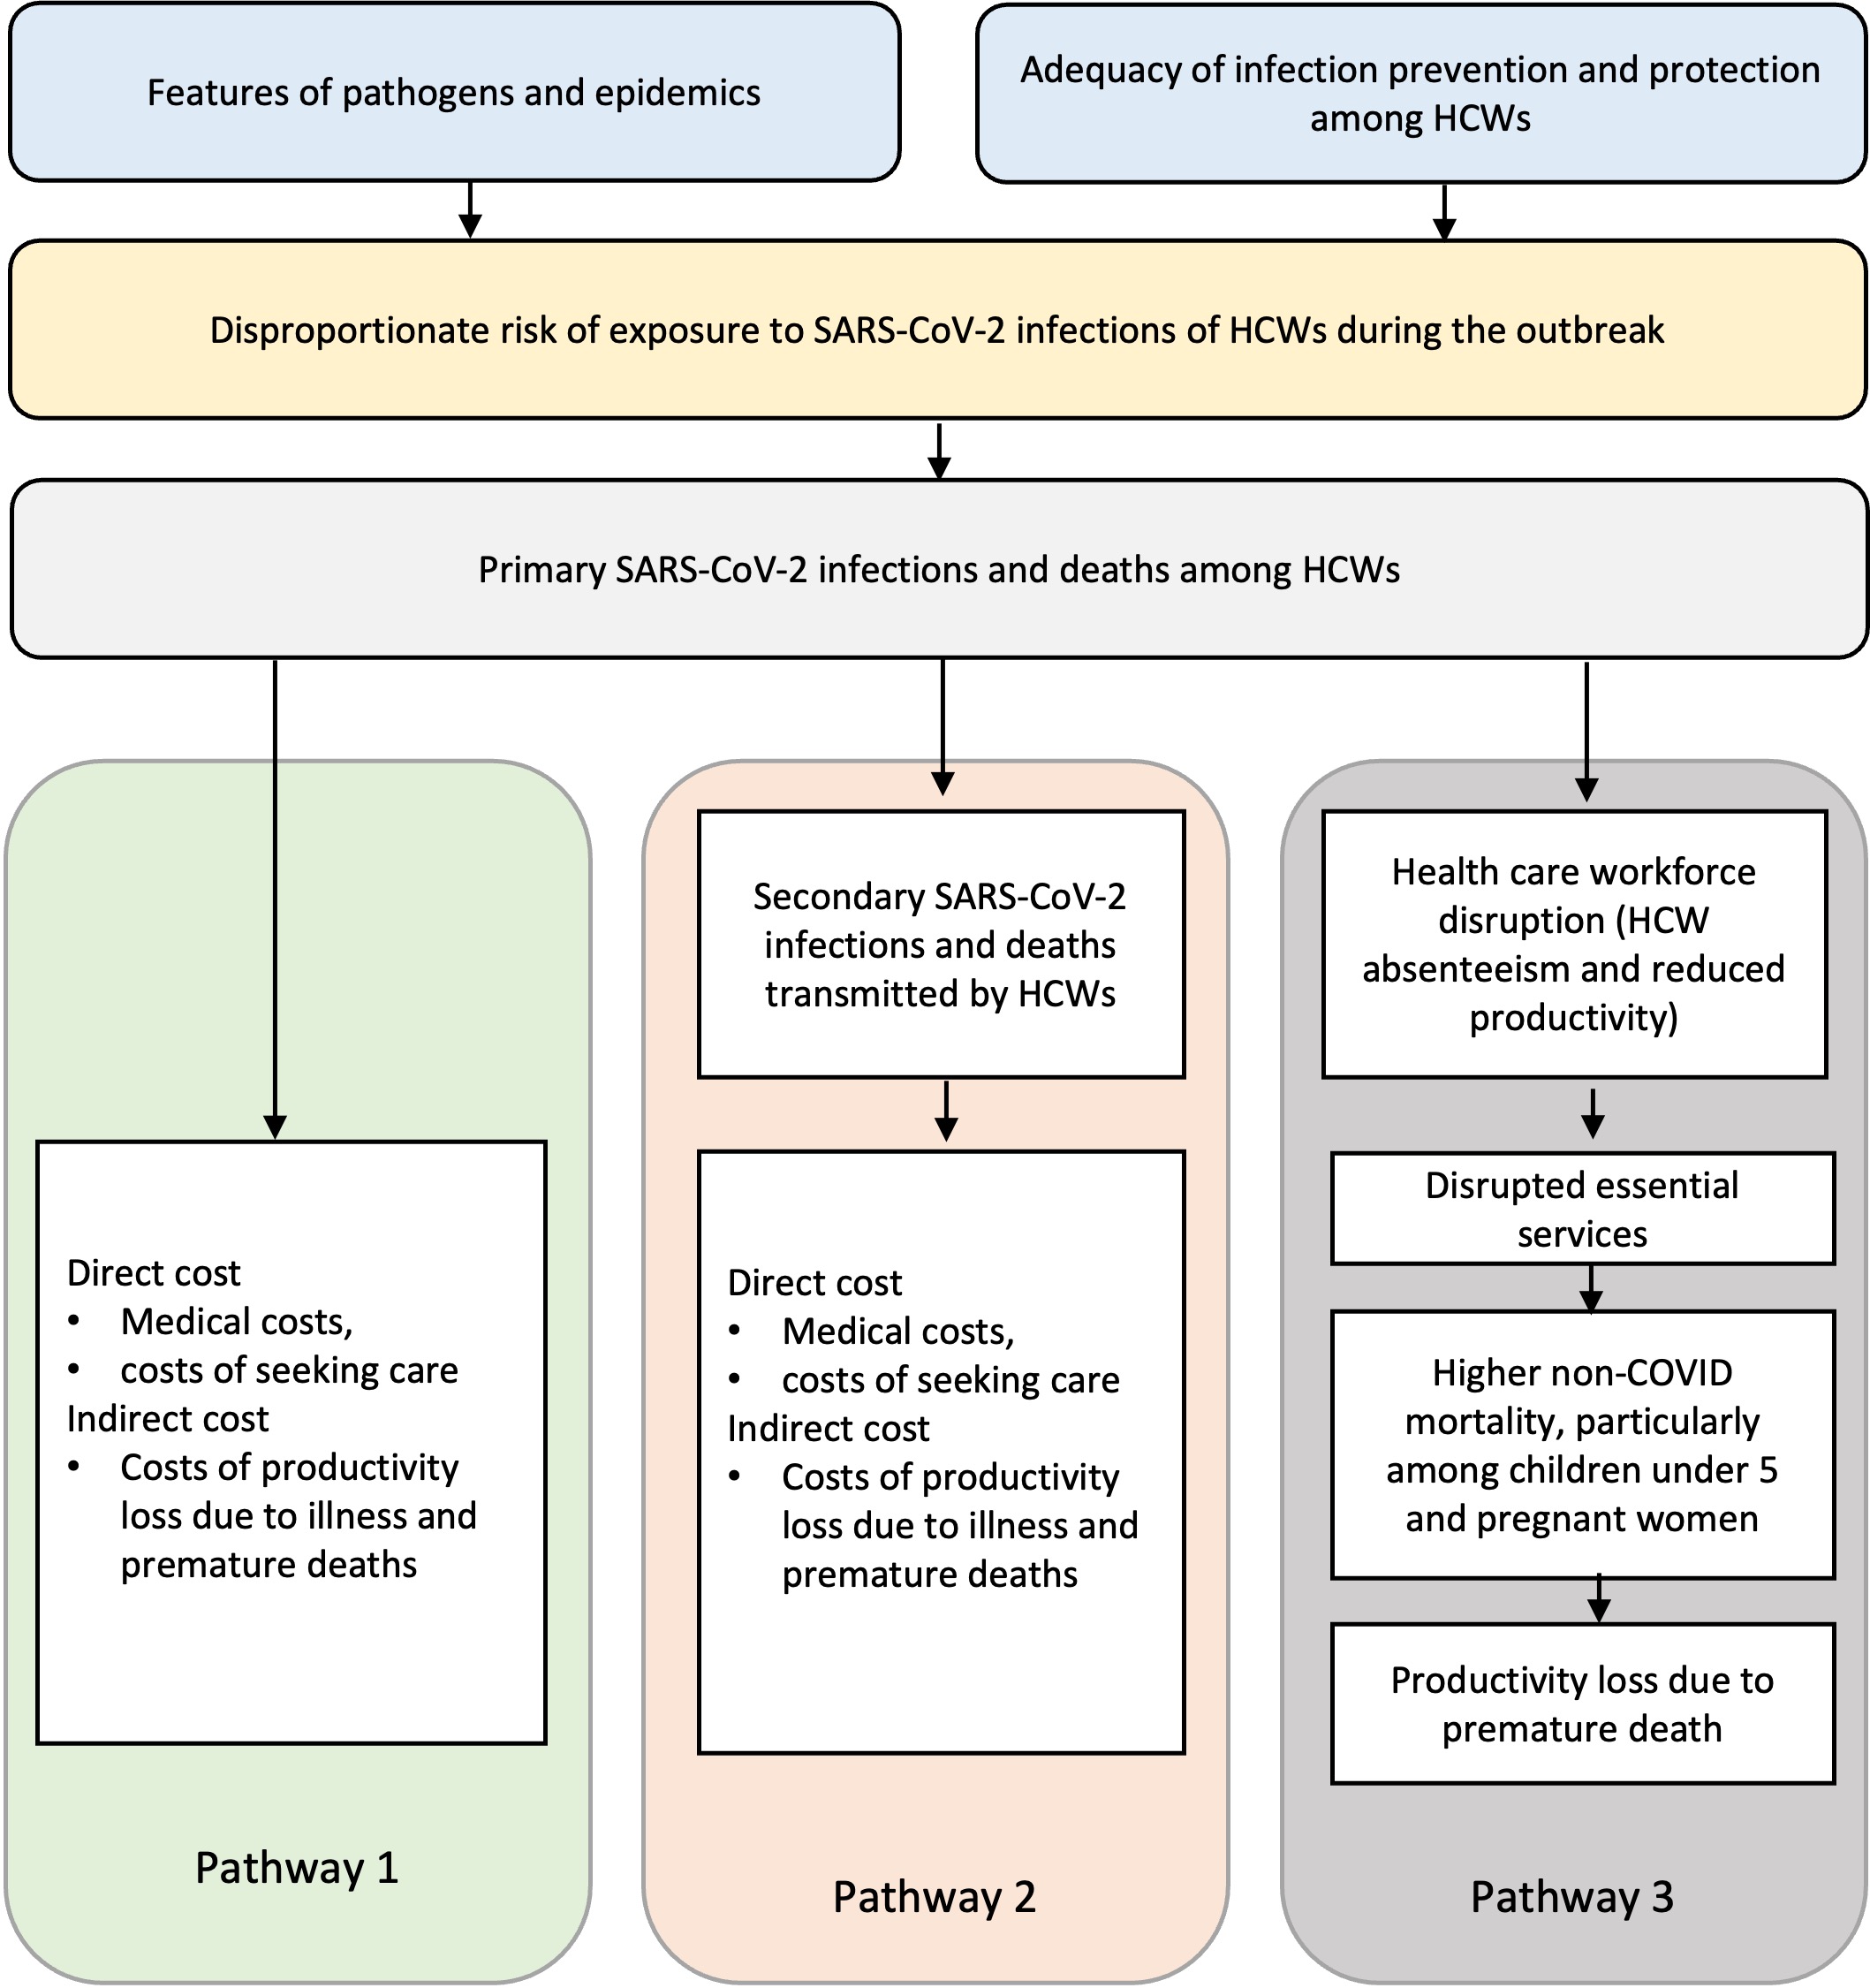 Features of pathogens and epidemics
Adequacy of infection prevention and protection
among HCWs
Disproportionate risk of exposure to SARS-CoV-2 infections of HCWs during the outbreak
Primary SARS-CoV-2 infections and deaths among HCWs
Direct cost
• Medical costs,
• costs of seeking care
Indirect cost
• Costs of productivity
loss due to illness and
premature deaths
Pathway 1
Secondary SARS-CoV-2
infections and deaths
transmitted by HCWs
Direct cost
• Medical costs,
• costs of seeking care
Indirect cost
• Costs of productivity
loss due to illness and
premature deaths
Pathway 2
Health care workforce
disruption (HCW
absenteeism and reduced
productivity)
Disrupted essential
services
Higher non-COVID
mortality, particularly
among children under 5
and pregnant women
Productivity loss due to
premature death
Pathway 3